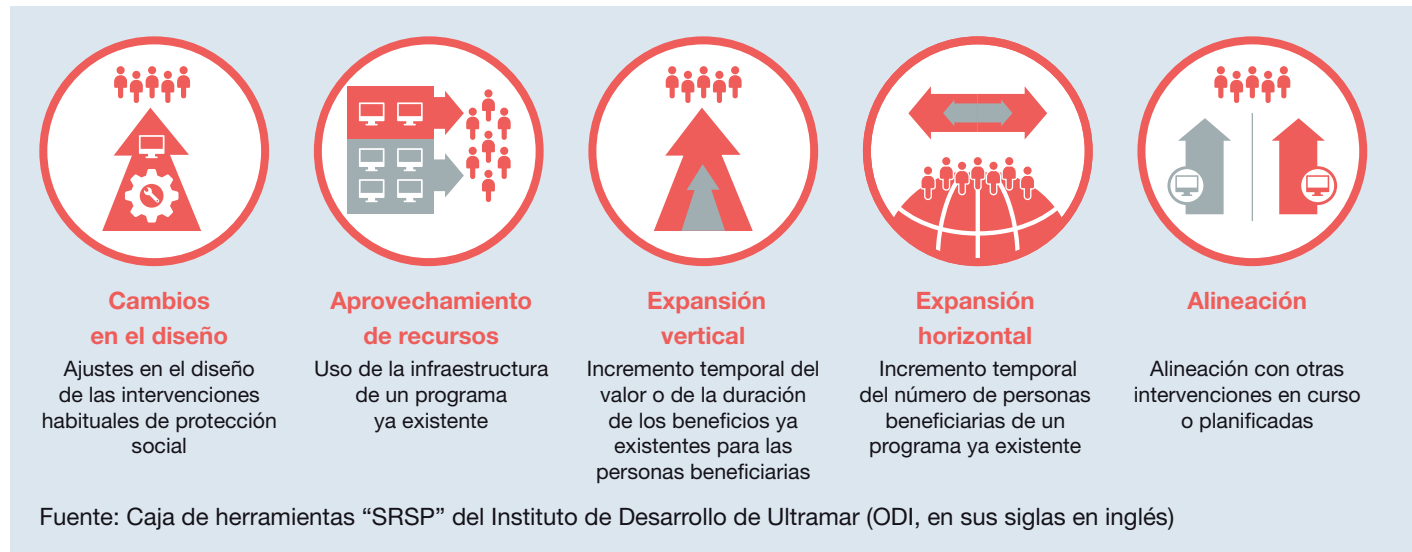 Cambios
en el diseño
Ajustes en el diseño
de las intervenciones
habituales de protección
social
Aprovechamiento
de recursos
Uso de la infraestructura
de un programa
ya existente
Expansión
vertical
Incremento temporal del
valor o de la duración
de los beneficios ya
existentes para las
personas beneficiarias
Expansión
horizontal
Incremento temporal
del número de personas
beneficiarias de un
programa ya existente
Alineación
Alineación con otras
intervenciones en curso
o planificadas
Fuente: Caja de herramientas “SRSP” del Instituto de Desarrollo de Ultramar (ODI, en sus siglas en inglés)